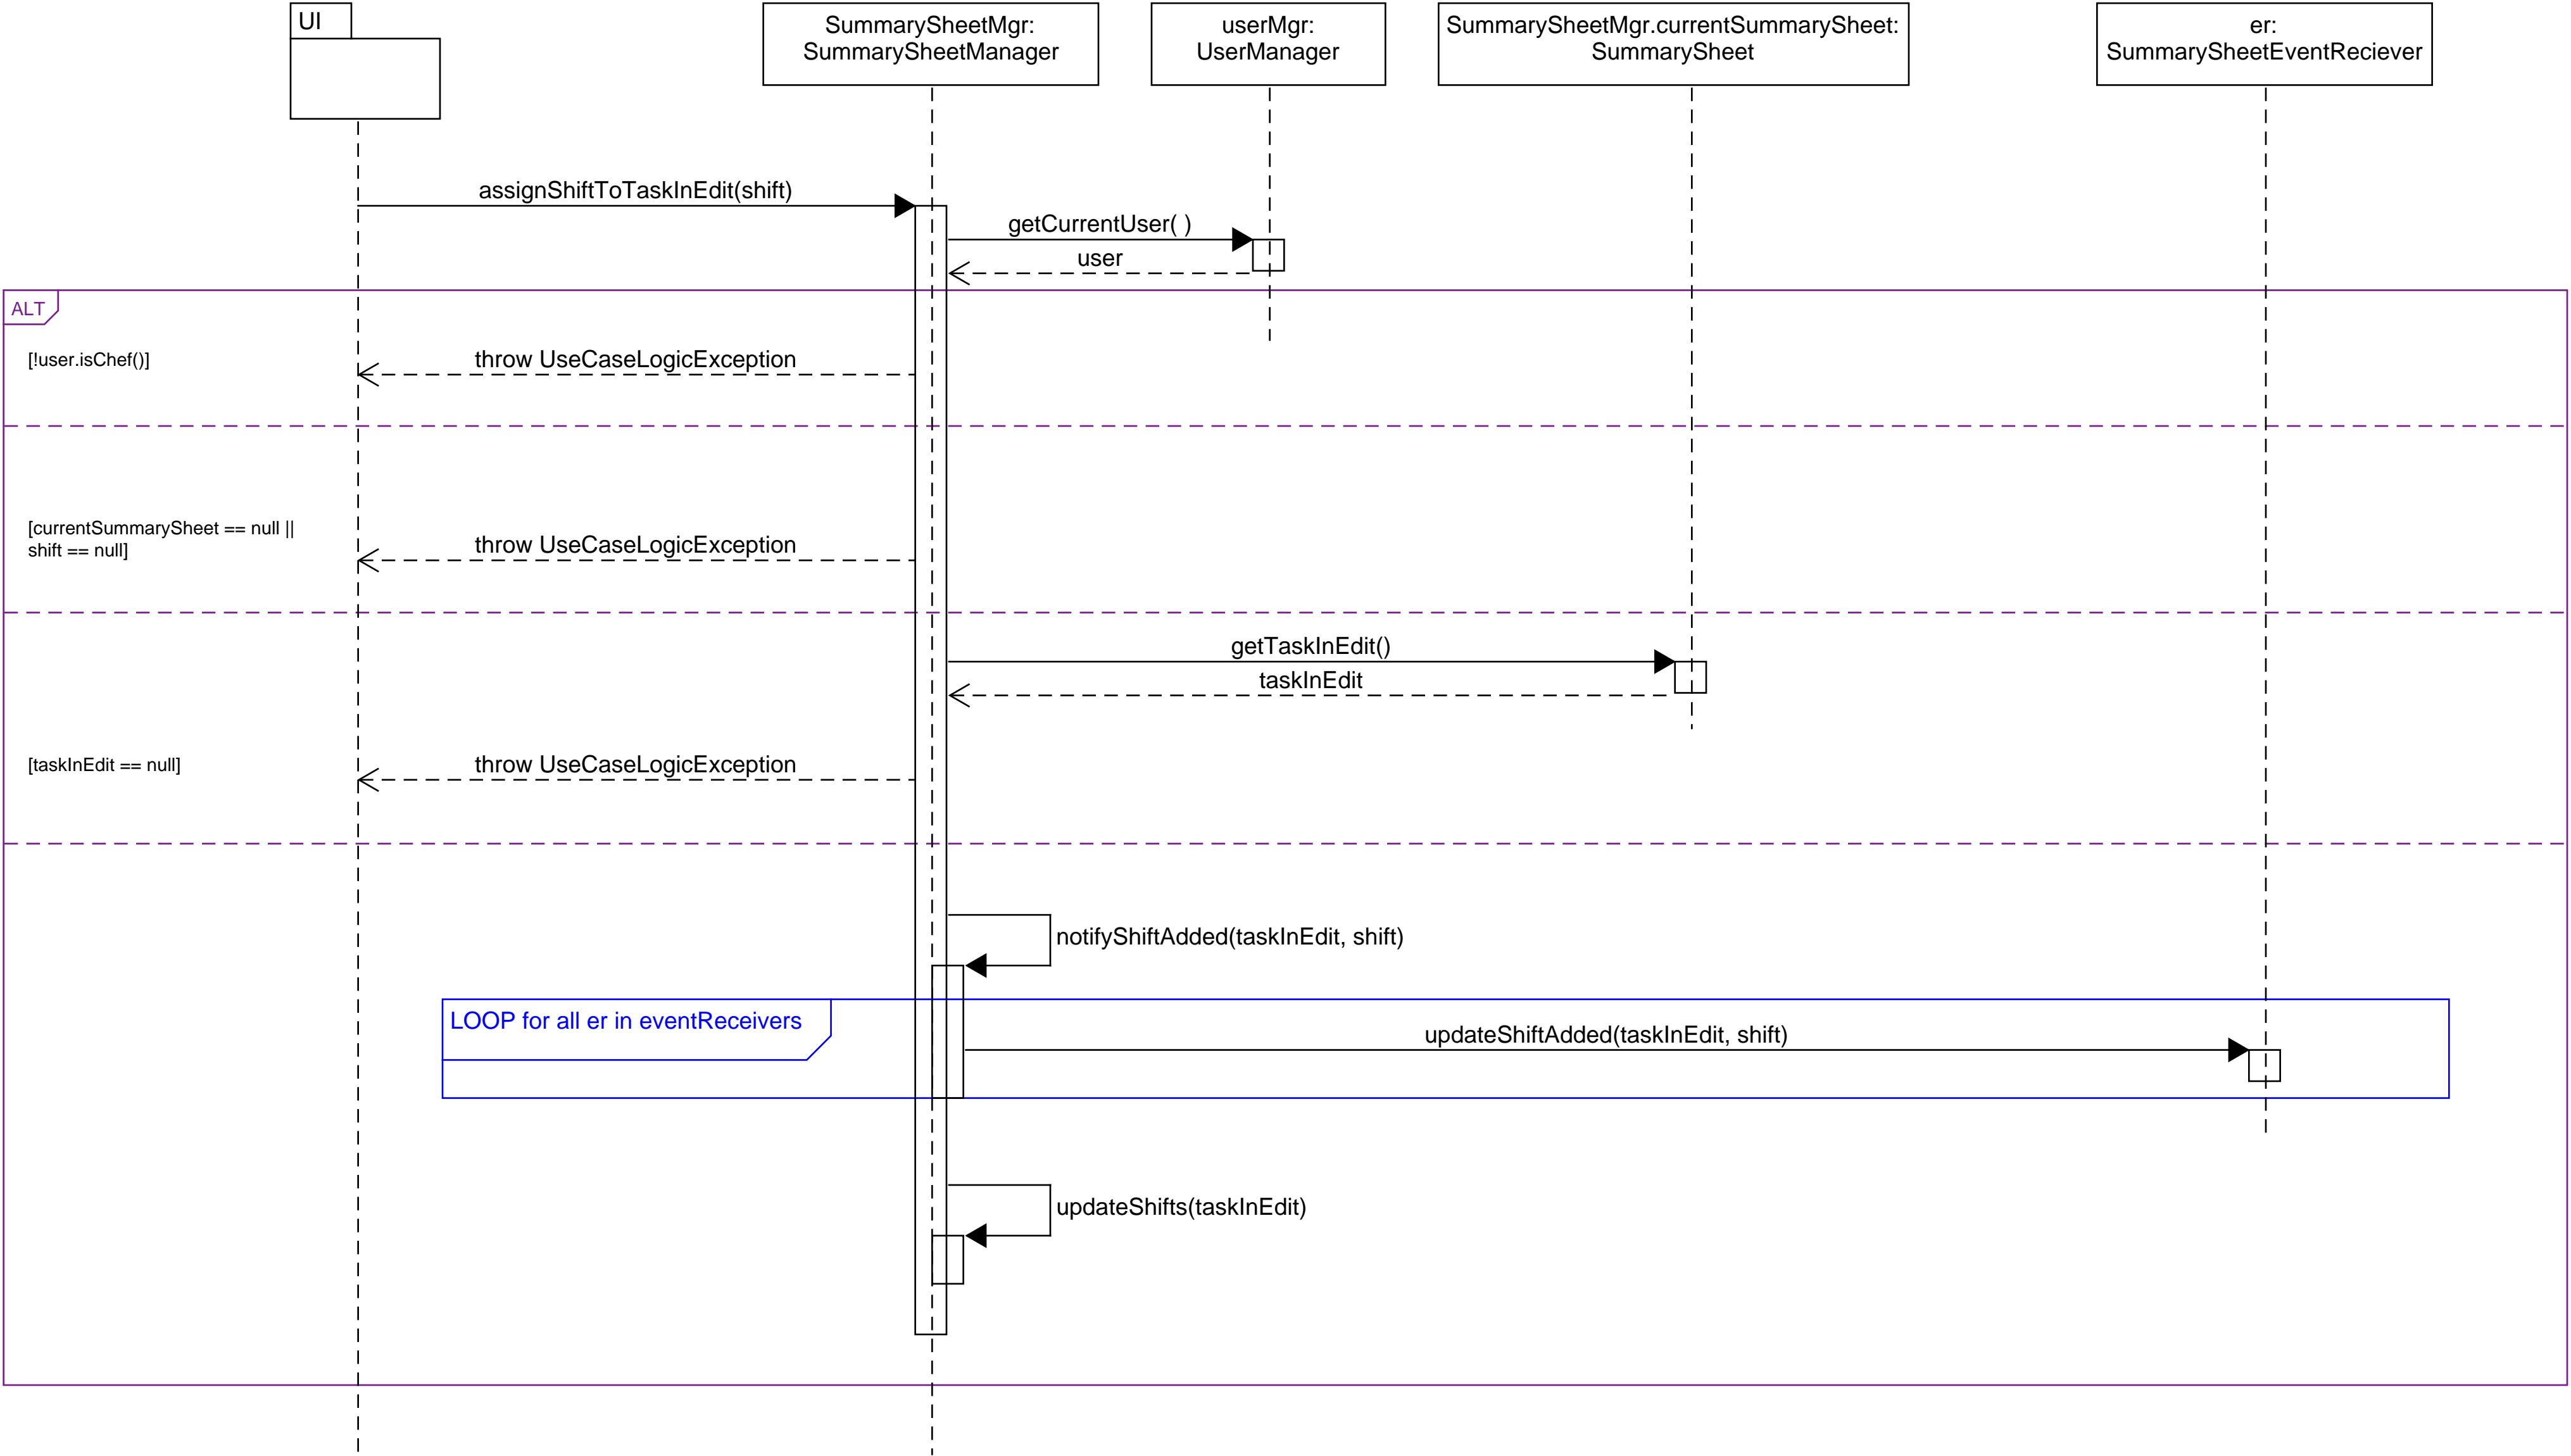 UI
SummarySheetMgr:
SummarySheetManager
userMgr:
UserManager
SummarySheetMgr.currentSummarySheet:
SummarySheet
er:
SummarySheetEventReciever
assignShiftToTaskInEdit(shift)
getCurrentUser( )
user
ALT
[!user.isChef()]
throw UseCaseLogicException
[currentSummarySheet == null ||
shift == null]
throw UseCaseLogicException
getTaskInEdit()
taskInEdit
[taskInEdit == null]
throw UseCaseLogicException
notifyShiftAdded(taskInEdit, shift)
LOOP for all er in eventReceivers
updateShiftAdded(taskInEdit, shift)
updateShifts(taskInEdit)